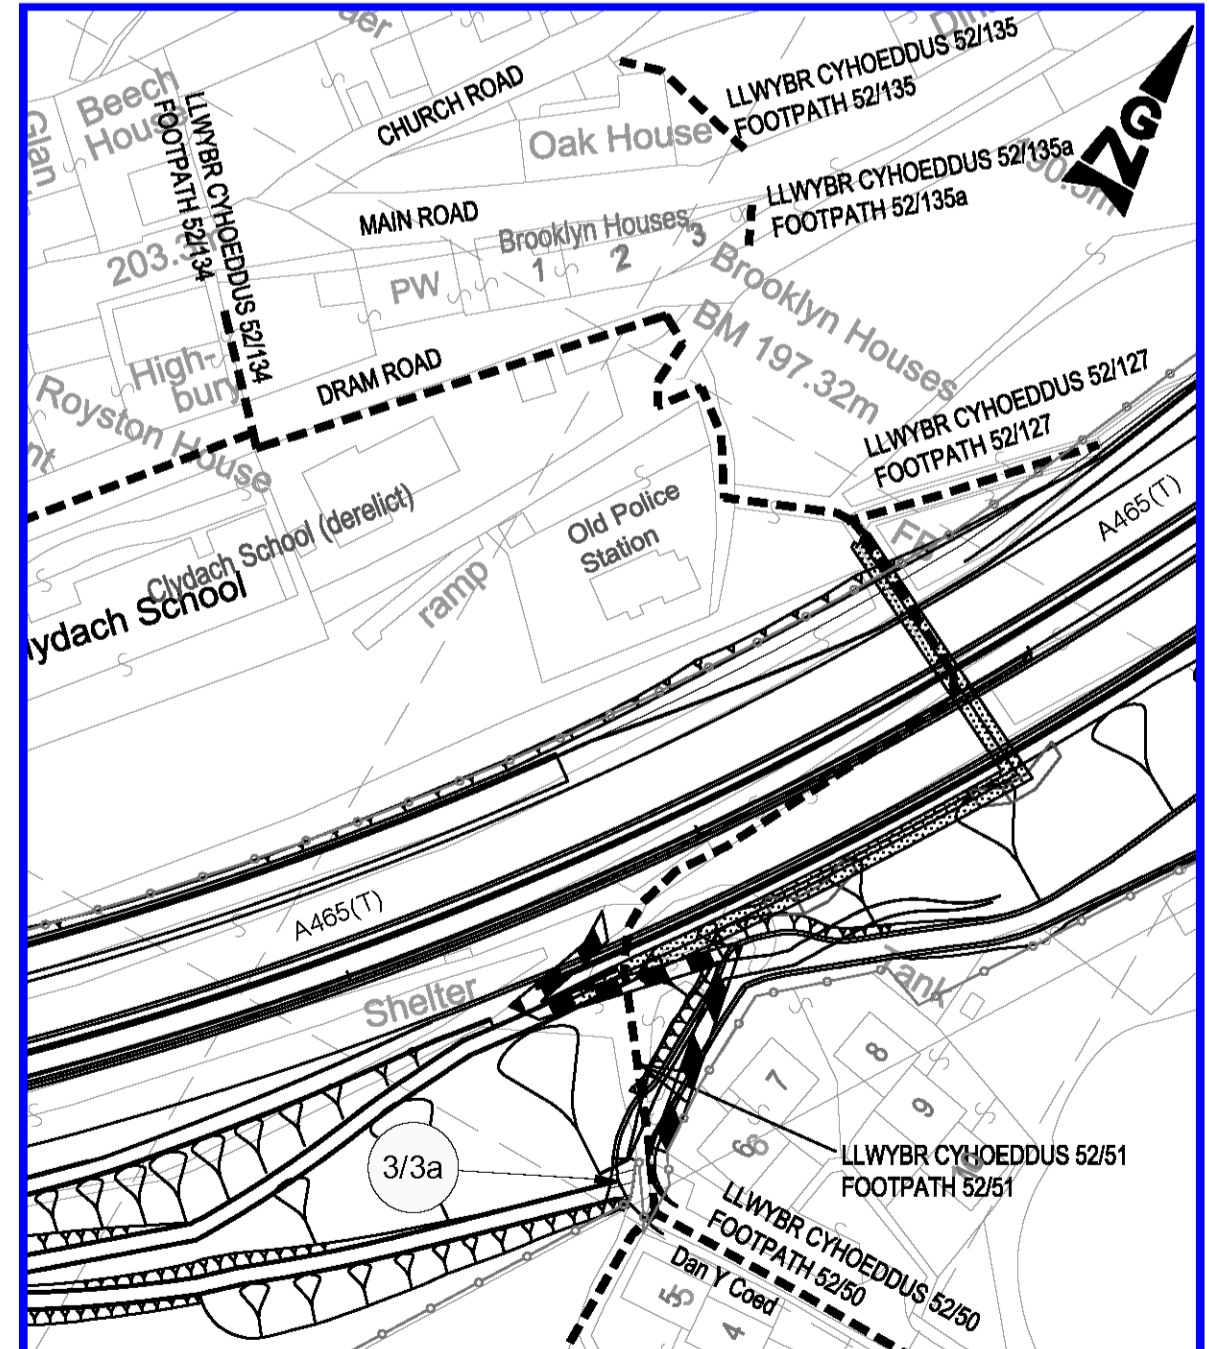 aer
Beech
House
Glan
LLWYBR CYHOEDDUS 52/134
FOOTPATH 52/134
CHURCH ROAD
LLWYBR CYHOEDDUS 52/135
FOOTPATH 52/135
NG
Oak House
LLWYBR CYHOEDDUS 52/135a
FOOTPATH 52/135a
MAIN ROAD
Brooklyn Houses
1
2
3
PW
Brooklyn Houses
BM 197.32m
High-
bury
DRAM ROAD
Royston House
LLWYBR CYHOEDDUS 52/127
FOOTPATH 52/127
Clydach School (derelict)
lydach School
ramp
Old Police
Station
A465(T)
A465(T)
Shelter
Tank
8
7
9
6
3/3a
LLWYBR CYHOEDDUS 52/51
FOOTPATH 52/51
LLWYBR CYHOEDDUS 52/50
FOOTPATH 52/50
Dan Y Coed
5
4